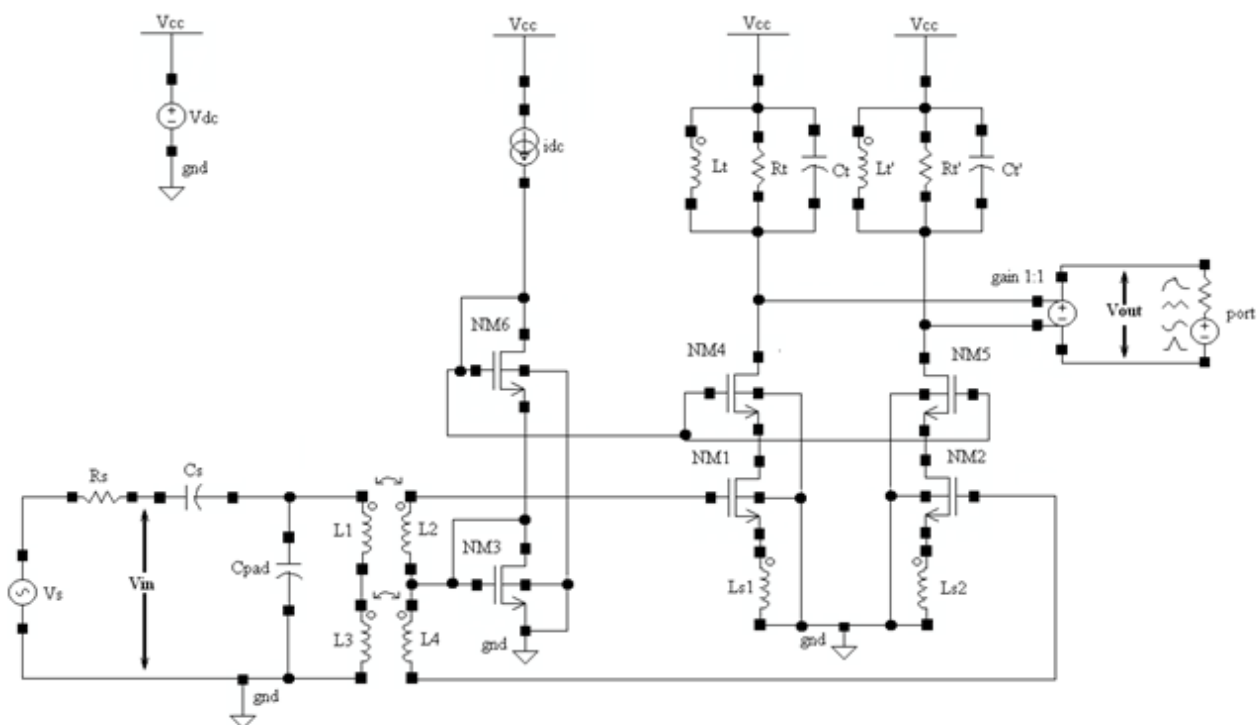 Vcc
Vcc
Vcc
Vcc
Vdc
gnd
idc
Lt
Rt
Ct
Lt'
Rt'
Ct'
gain 1:1
Vout
port
NM6
NM4
NM5
Rs
Cs
NM1
NM2
L1
L2
NM3
Vin
Cpad
Vs
Ls1
Ls2
L3
L4
gnd
gnd
gnd